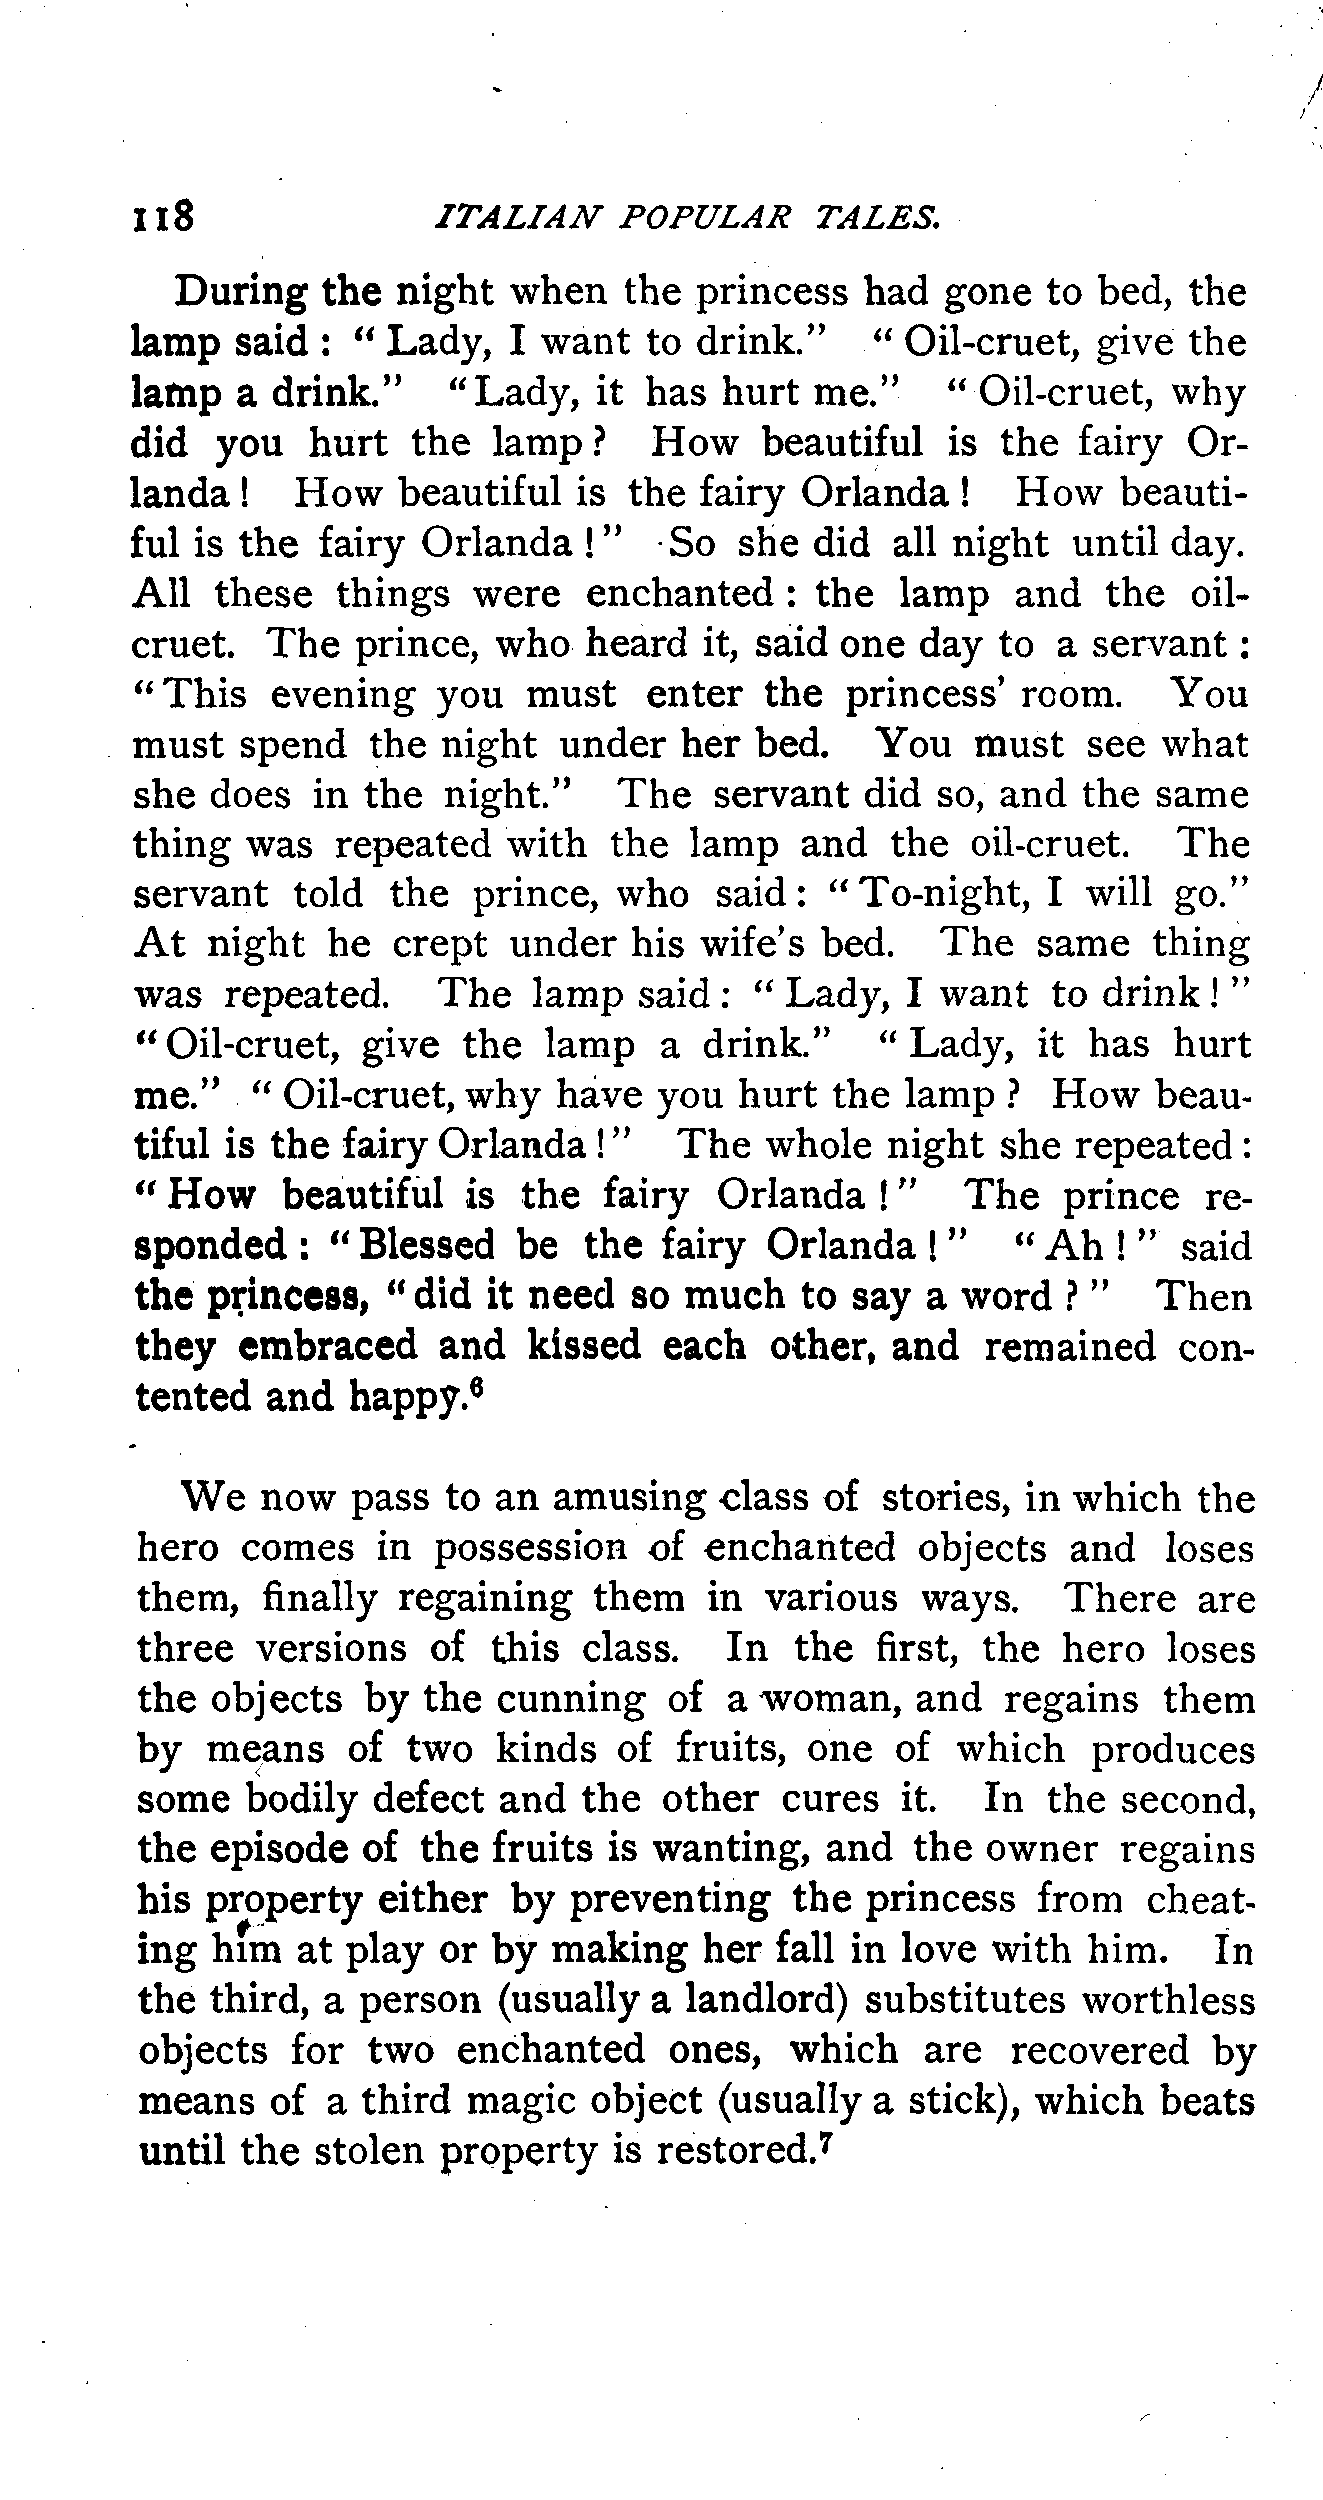 118 ITALIAN POPULAR TALES.
During the night when the princess had gone to bed, the
lamp said : “ Lady, I want to drink.” “ Oil-cruet, give the
lamp a drink.” “ Lady, it has hurt me.” “ Oil-cruet, why
did you hurt the lamp ? How beautiful is the fairy Or-
landa ! How beautiful is the fairy Orlanda ! How beauti-
ful is the fairy Orlanda ! ” So she did all night until day.
All these things were enchanted : the lamp and the oil-
cruet. The prince, who heard it, said one day to a servant :
“ This evening you must enter the princess’ room. You
must spend the night under her bed. You must see what
she does in the night.” The servant did so, and the same
thing was repeated with the lamp and the oil-cruet. The
servant told the prince, who said : “ To-night, I will go.”
At night he crept under his wife’s bed. The same thing
was repeated. The lamp said : “ Lady, I want to drink ! ”
“ Oil-cruet, give the lamp a drink.” “ Lady, it has hurt
me.” “ Oil-cruet, why have you hurt the lamp ? How beau-
tiful is the fairy Orlanda ! ” The whole night she repeated :
“ How beautiful is the fairy Orlanda ! ” The prince re-
sponded : “ Blessed be the fairy Orlanda ! ” “ Ah ! ” said
the princess, “ did it need so much to say a word ? ” Then
they embraced and kissed each other, and remained con-
tented and happy.⁶
We now pass to an amusing class of stories, in which the
hero comes in possession of enchanted objects and loses
them, finally regaining them in various ways. There are
three versions of this class. In the first, the hero loses
the objects by the cunning of a woman, and regains them
by means of two kinds of fruits, one of which produces
some bodily defect and the other cures it. In the second,
the episode of the fruits is wanting, and the owner regains
his property either by preventing the princess from cheat-
ing him at play or by making her fall in love with him. In
the third, a person (usually a landlord) substitutes worthless
objects for two enchanted ones, which are recovered by
means of a third magic object (usually a stick), which beats
until the stolen property is restored.⁷